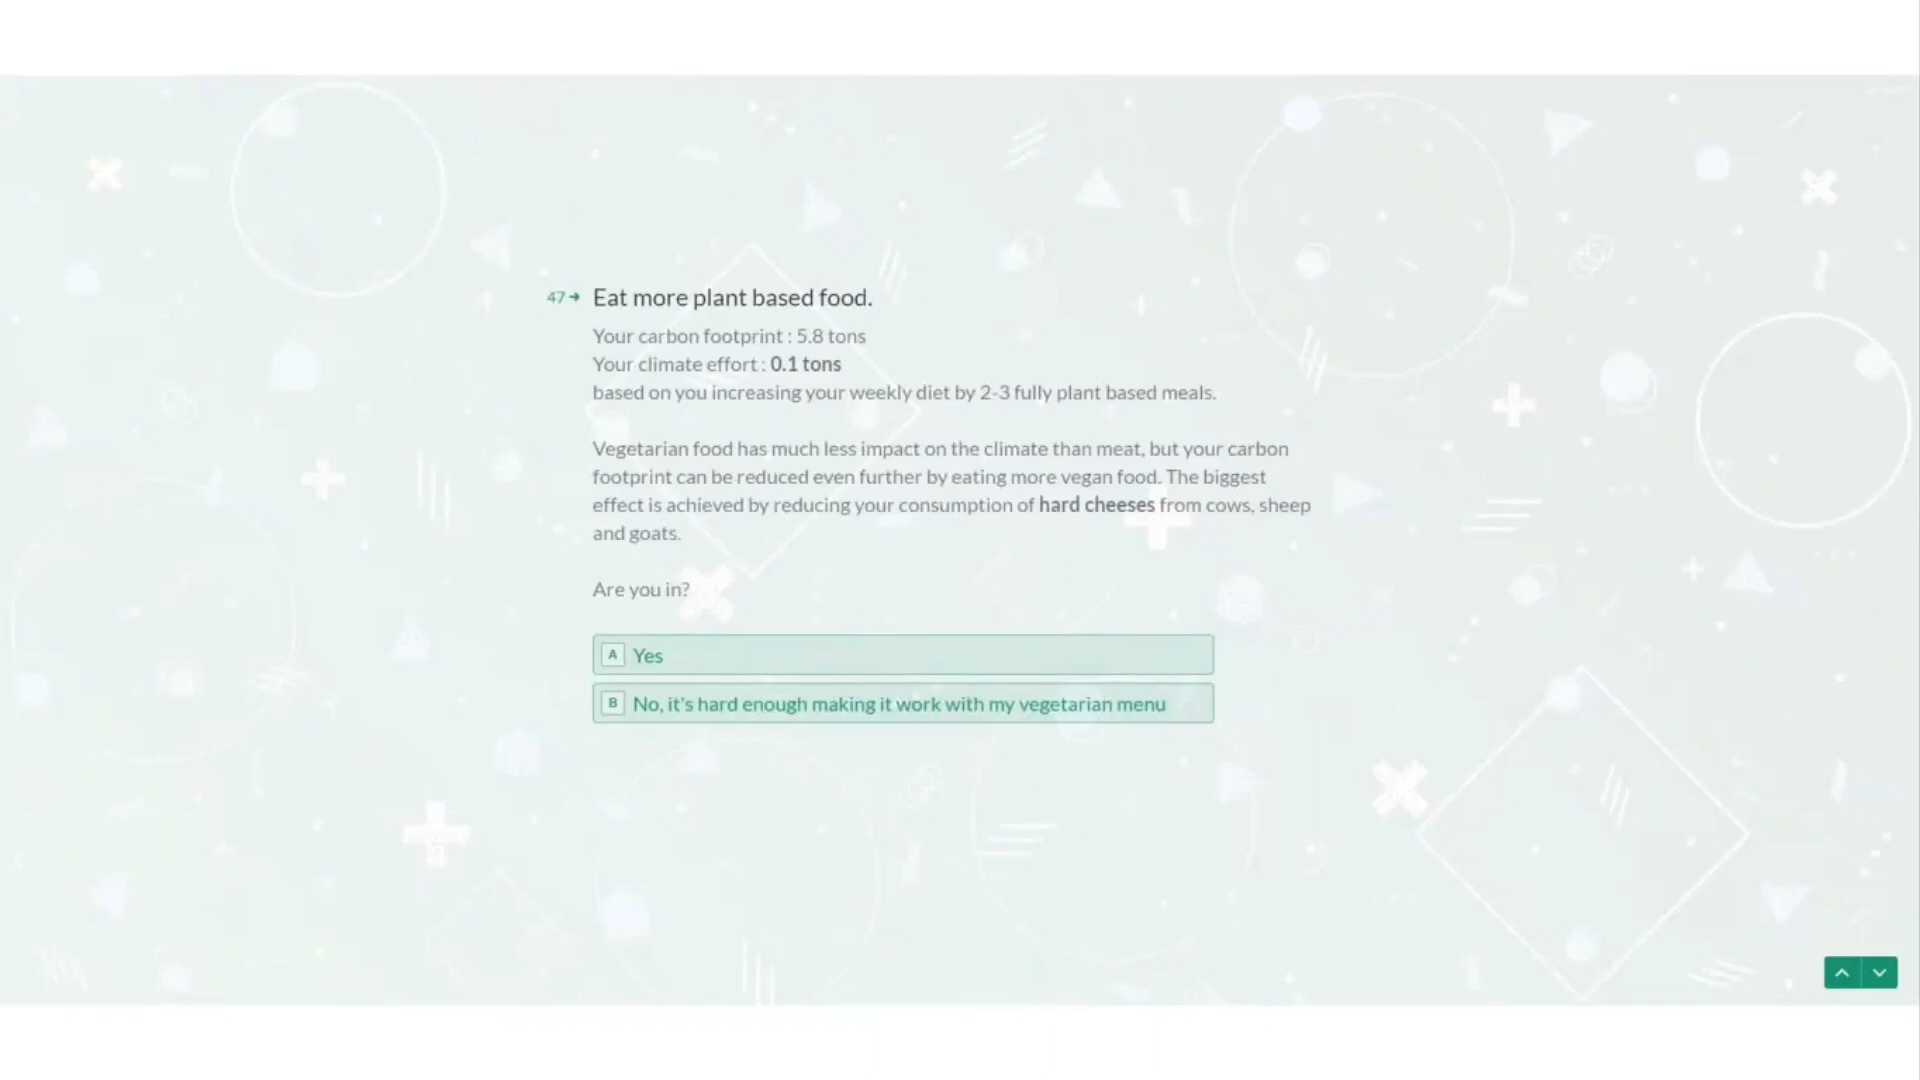 47→ Eat more plant based food.
Your carbon footprint : 5.8 tons
Your climate effort : 0.1 tons
based on you increasing your weekly diet by 2-3 fully plant based meals.
Vegetarian food has much less impact on the climate than meat, but your carbon
footprint can be reduced even further by eating more vegan food. The biggest
effect is achieved by reducing your consumption of hard cheeses from cows, sheep
and goats.
Are you in?
A Yes
B No, it's hard enough making it work with my vegetarian menu